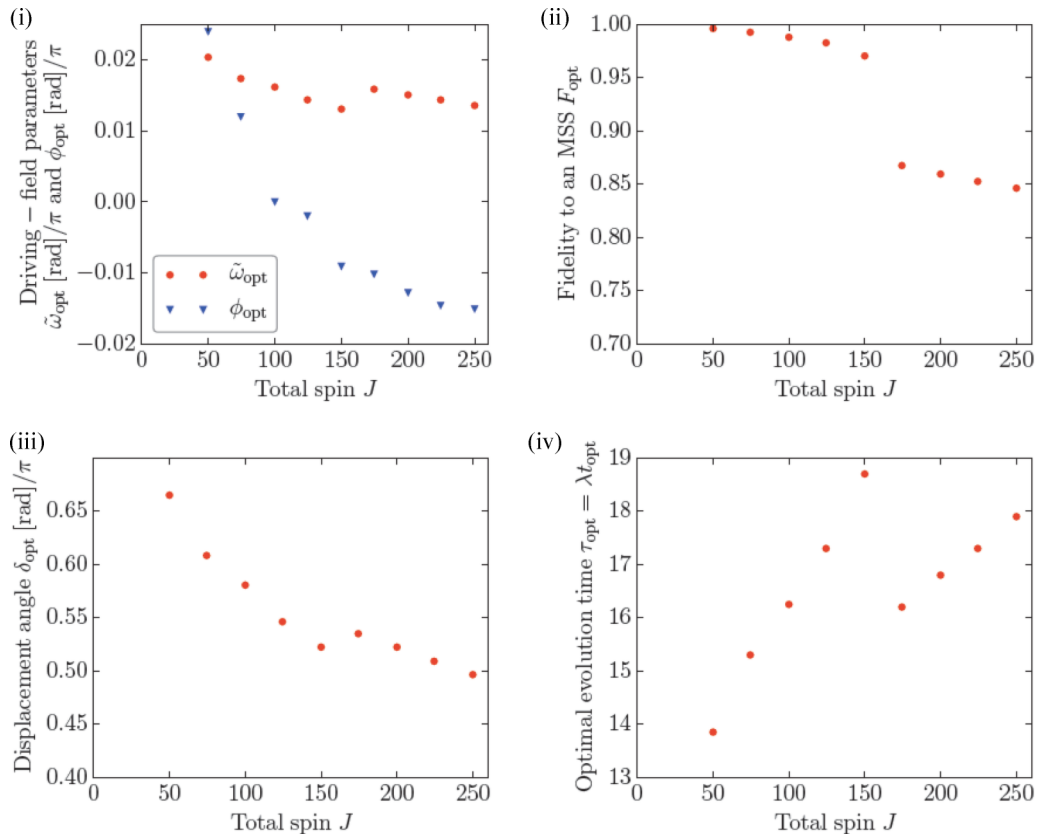 (i)
Driving – field parameters
ω̃opt [rad]/π and ϕopt [rad]/π
0.02
0.01
0.00
−0.01
−0.02
ω̃opt
ϕopt
0 50 100 150 200 250
Total spin J
(ii)
Fidelity to an MSS Fopt
1.00
0.95
0.90
0.85
0.80
0.75
0.70
0 50 100 150 200 250
Total spin J
(iii)
Displacement angle δopt [rad]/π
0.65
0.60
0.55
0.50
0.45
0.40
0 50 100 150 200 250
Total spin J
(iv)
Optimal evolution time τopt = λtopt
19
18
17
16
15
14
13
0 50 100 150 200 250
Total spin J